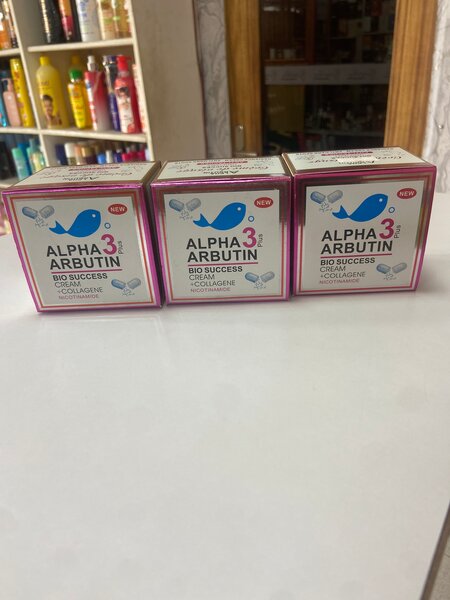 NEW
ALPHA 3 Plus
ARBUTIN
BIO SUCCESS
CREAM
+COLLAGENE
NICOTINAMIDE
NEW
ALPHA 3 Plus
ARBUTIN
BIO SUCCESS
CREAM
+COLLAGENE
NICOTINAMIDE
NEW
ALPHA 3 Plus
ARBUTIN
BIO SUCCESS
CREAM
+COLLAGENE
NICOTINAMIDE